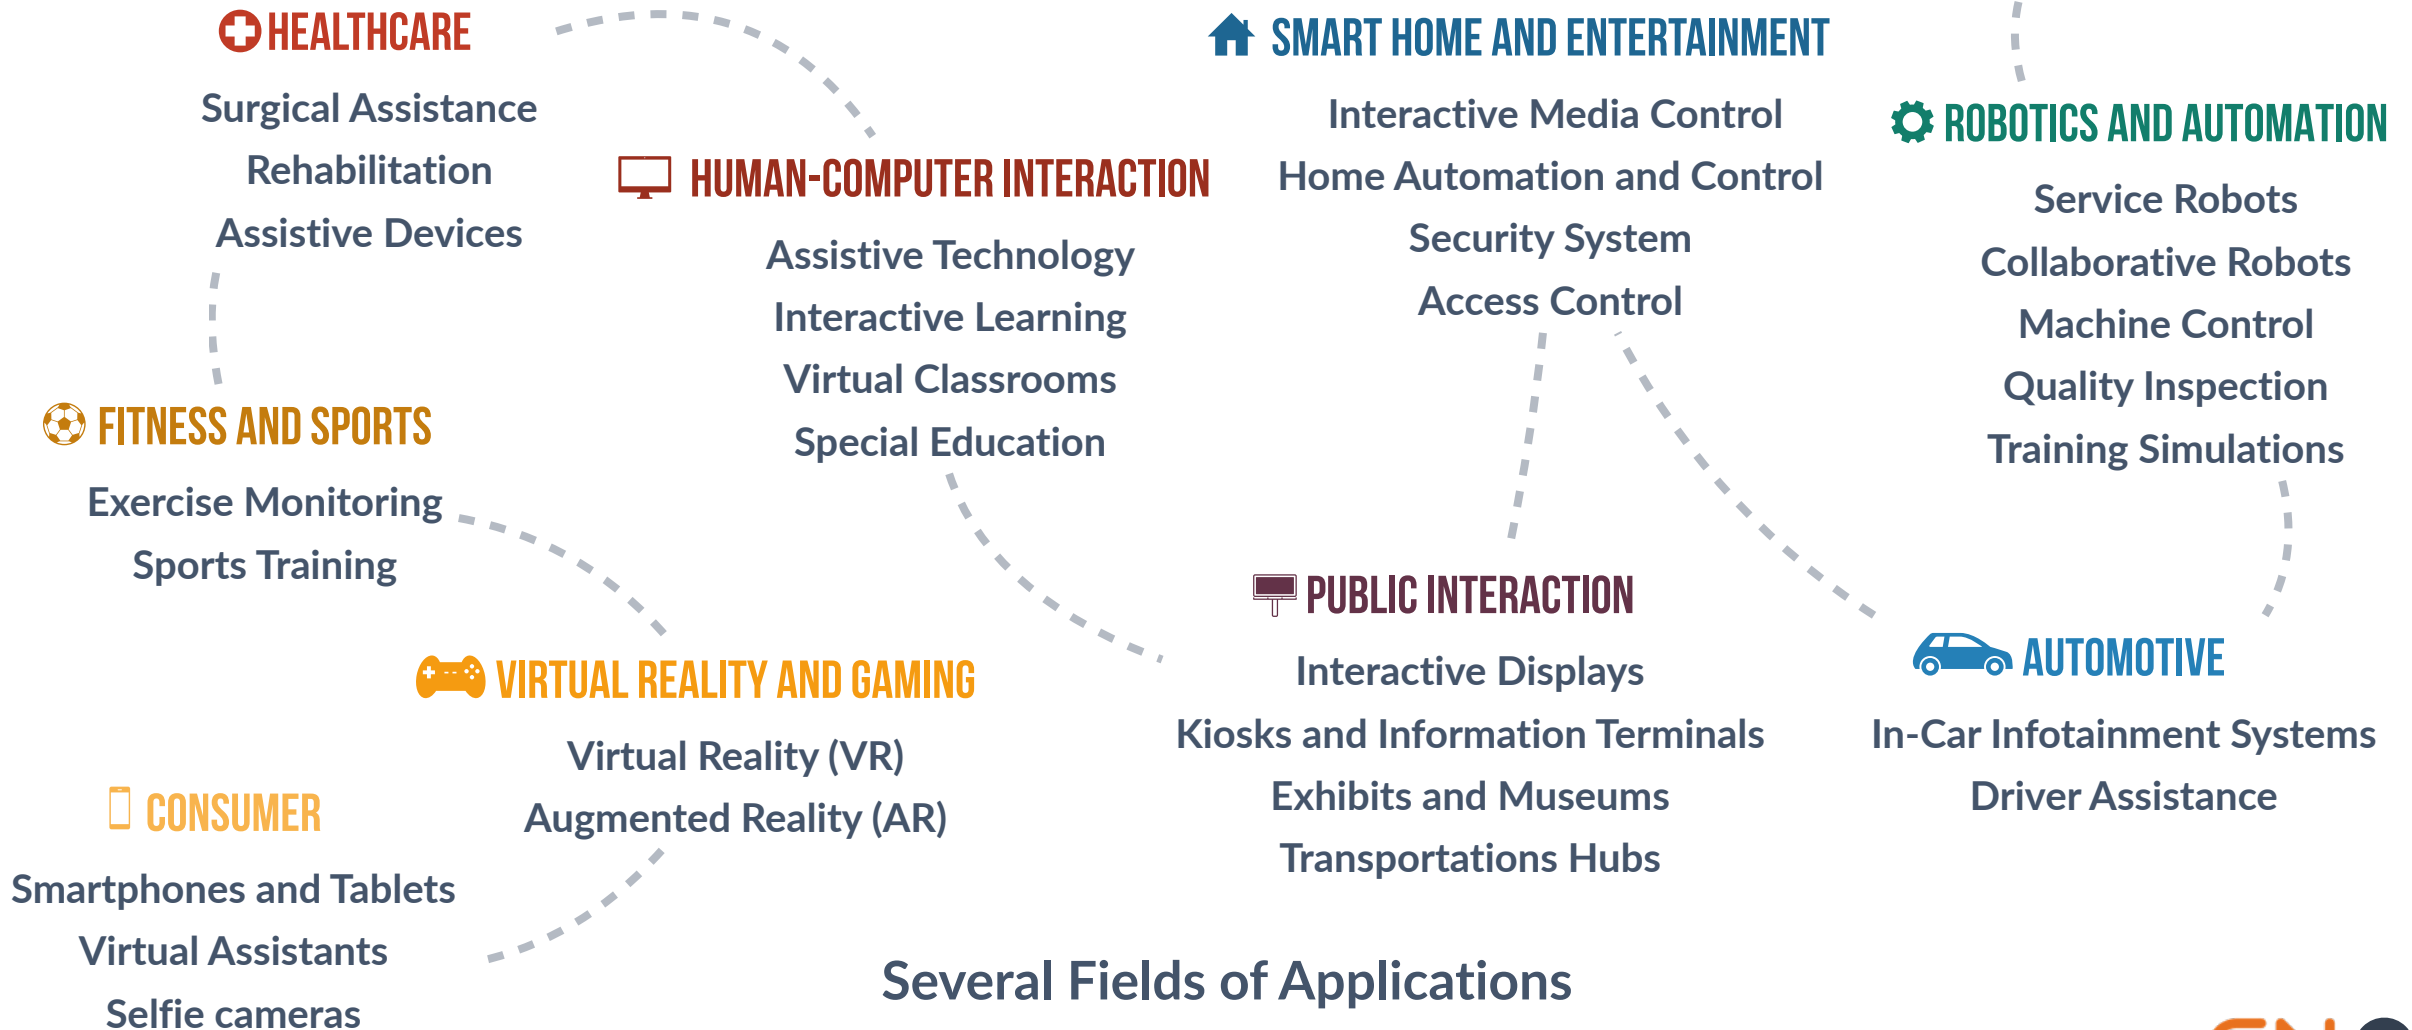 HEALTHCARE
Surgical Assistance
Rehabilitation
Assistive Devices
HUMAN-COMPUTER INTERACTION
Assistive Technology
Interactive Learning
Virtual Classrooms
Special Education
SMART HOME AND ENTERTAINMENT
Interactive Media Control
Home Automation and Control
Security System
Access Control
ROBOTICS AND AUTOMATION
Service Robots
Collaborative Robots
Machine Control
Quality Inspection
Training Simulations
FITNESS AND SPORTS
Exercise Monitoring
Sports Training
VIRTUAL REALITY AND GAMING
Virtual Reality (VR)
Augmented Reality (AR)
PUBLIC INTERACTION
Interactive Displays
Kiosks and Information Terminals
Exhibits and Museums
Transportations Hubs
AUTOMOTIVE
In-Car Infotainment Systems
Driver Assistance
CONSUMER
Smartphones and Tablets
Virtual Assistants
Selfie cameras
Several Fields of Applications